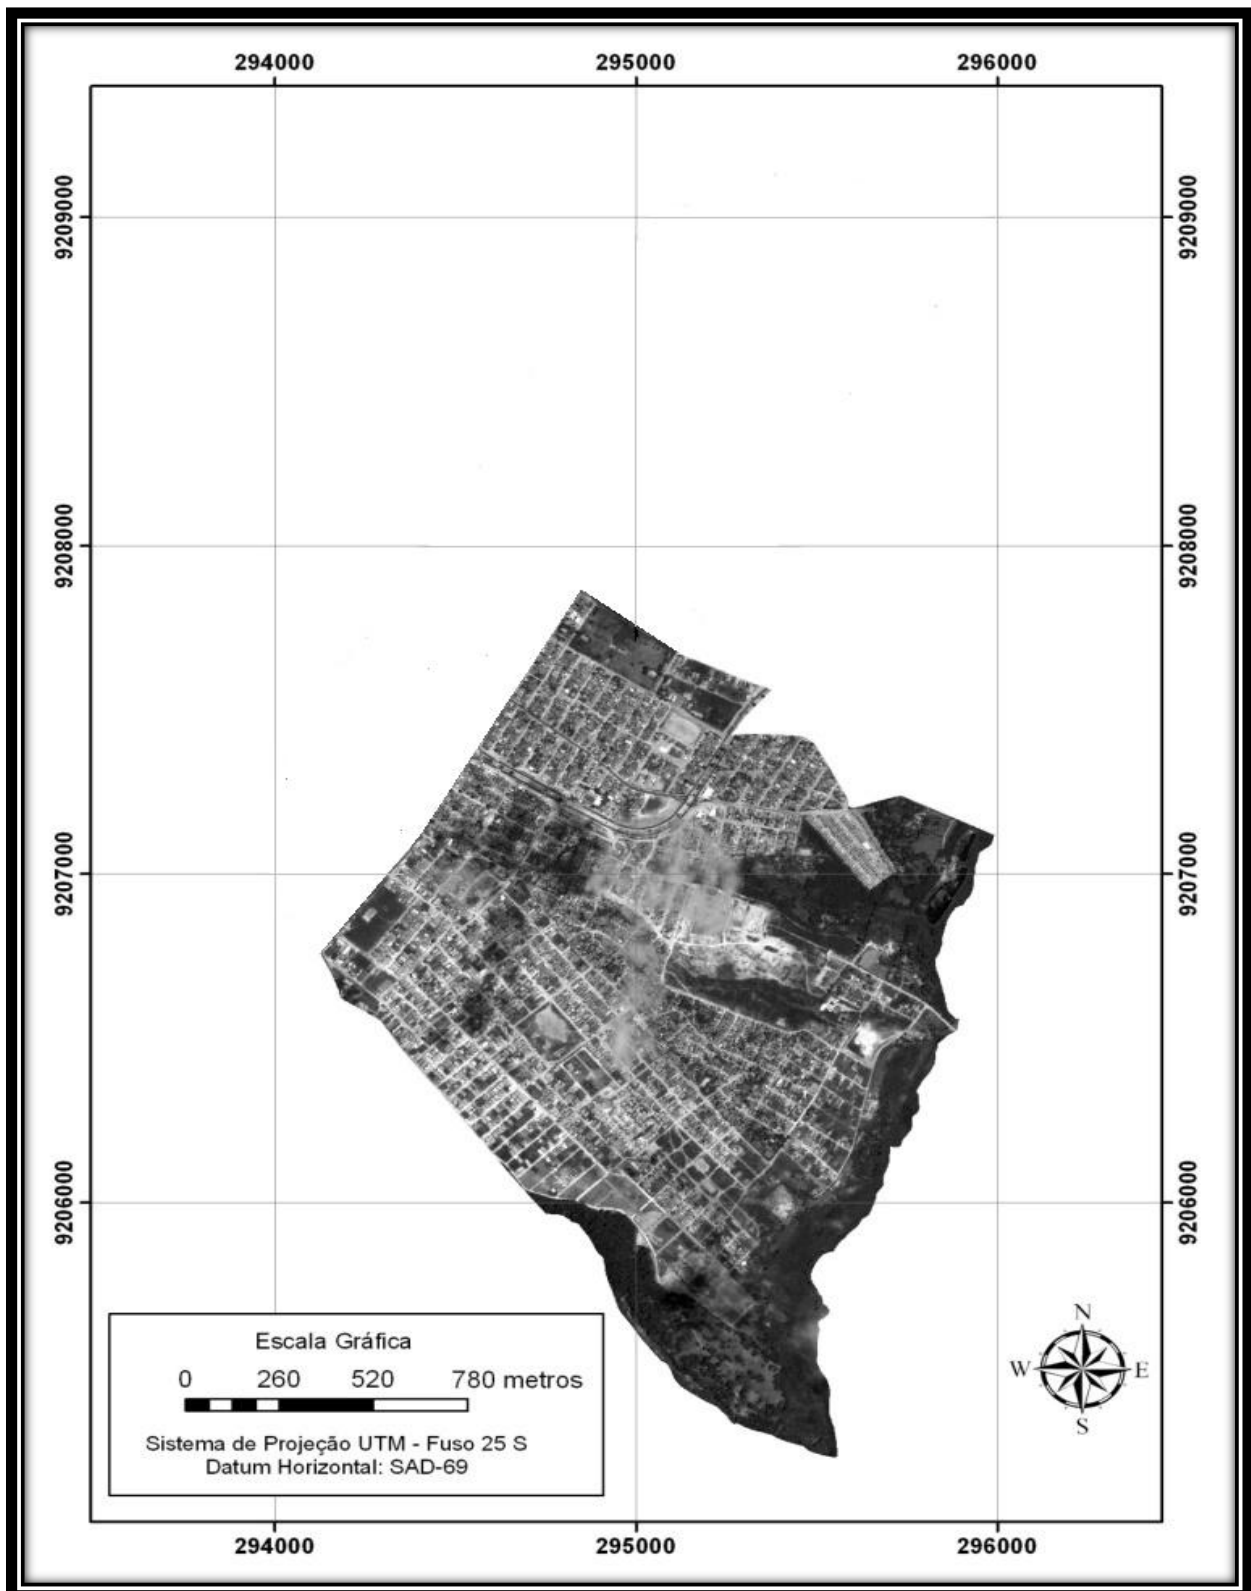 294000 295000 296000
9209000 9209000
9208000 9208000
9207000 9207000
9206000 9206000
Escala Gráfica
0 260 520 780 metros
Sistema de Projeção UTM - Fuso 25 S
Datum Horizontal: SAD-69
N
W E
S
294000 295000 296000